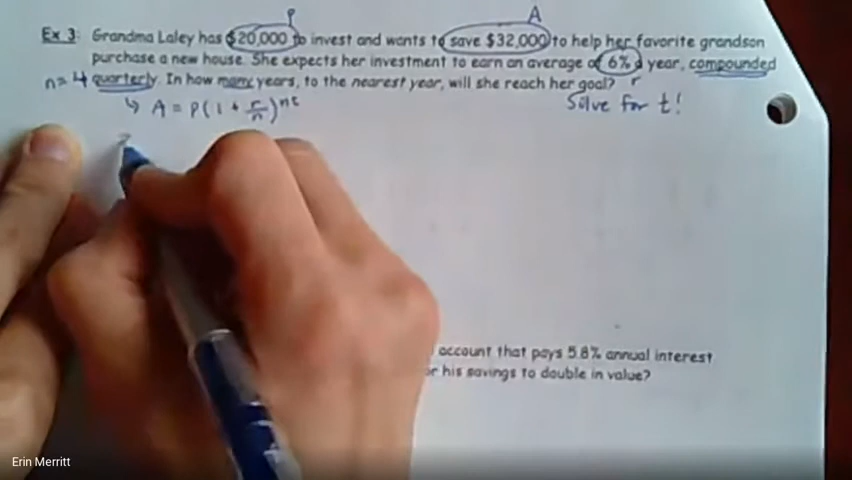 P A
Ex 3: Grandma Laley has $20,000 to invest and wants to save $32,000 to help her favorite grandson
purchase a new house. She expects her investment to earn an average of 6% a year, compounded
n=4 quarterly. In how many years, to the nearest year, will she reach her goal? r
↳ A = P(1 + r/n)^nt Solve for t!
account that pays 5.8% annual interest
or his savings to double in value?
Erin Merritt